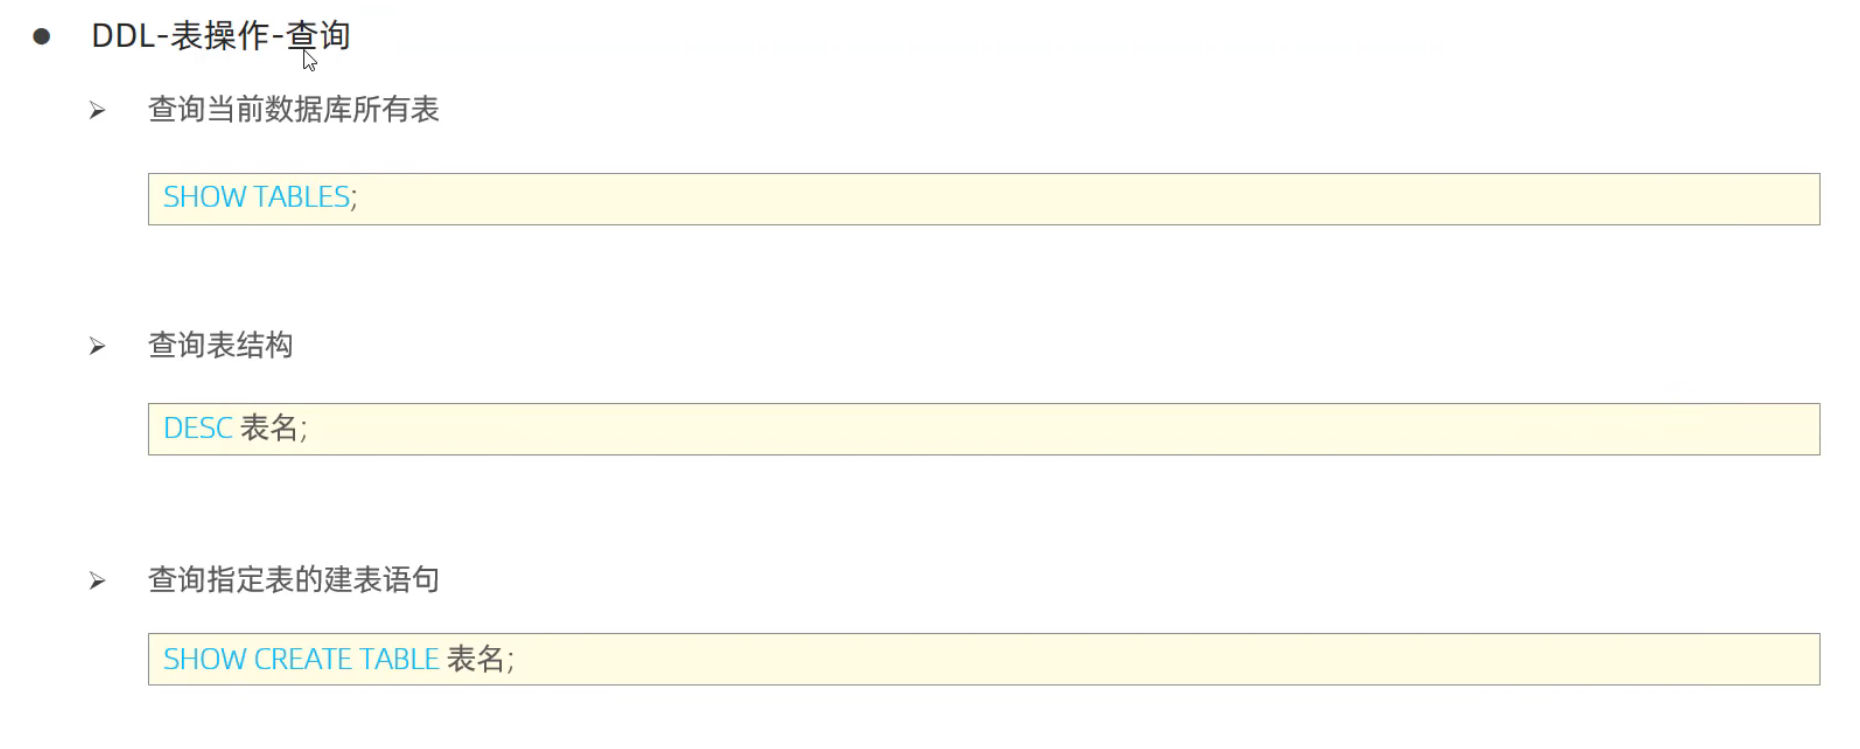 DDL-表操作-查询
查询当前数据库所有表
SHOW TABLES;
查询表结构
DESC 表名;
查询指定表的建表语句
SHOW CREATE TABLE 表名;